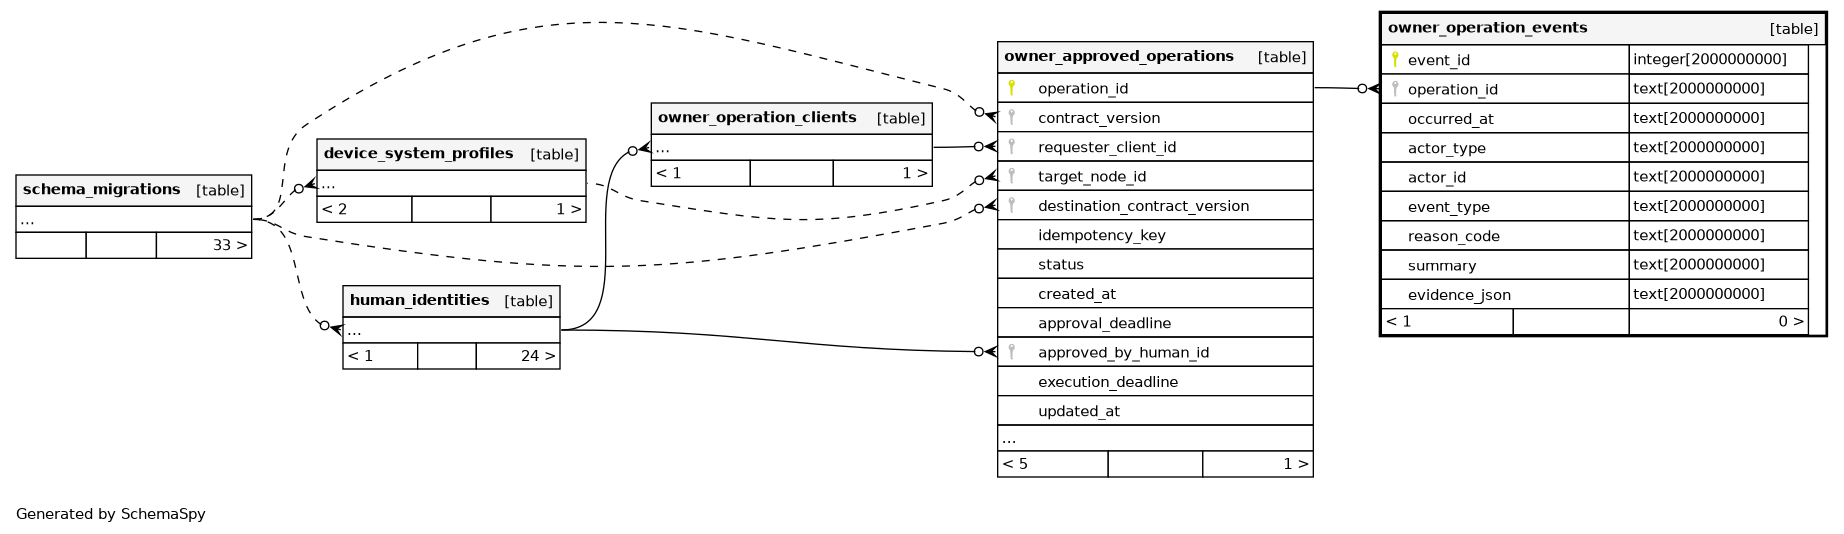 schema_migrations [table]
...
33 >
device_system_profiles [table]
...
< 2 1 >
human_identities [table]
...
< 1 24 >
owner_operation_clients [table]
...
< 1 1 >
owner_approved_operations [table]
operation_id
contract_version
requester_client_id
target_node_id
destination_contract_version
idempotency_key
status
created_at
approval_deadline
approved_by_human_id
execution_deadline
updated_at
...
< 5 1 >
owner_operation_events [table]
event_id integer[2000000000]
operation_id text[2000000000]
occurred_at text[2000000000]
actor_type text[2000000000]
actor_id text[2000000000]
event_type text[2000000000]
reason_code text[2000000000]
summary text[2000000000]
evidence_json text[2000000000]
< 1 0 >
Generated by SchemaSpy